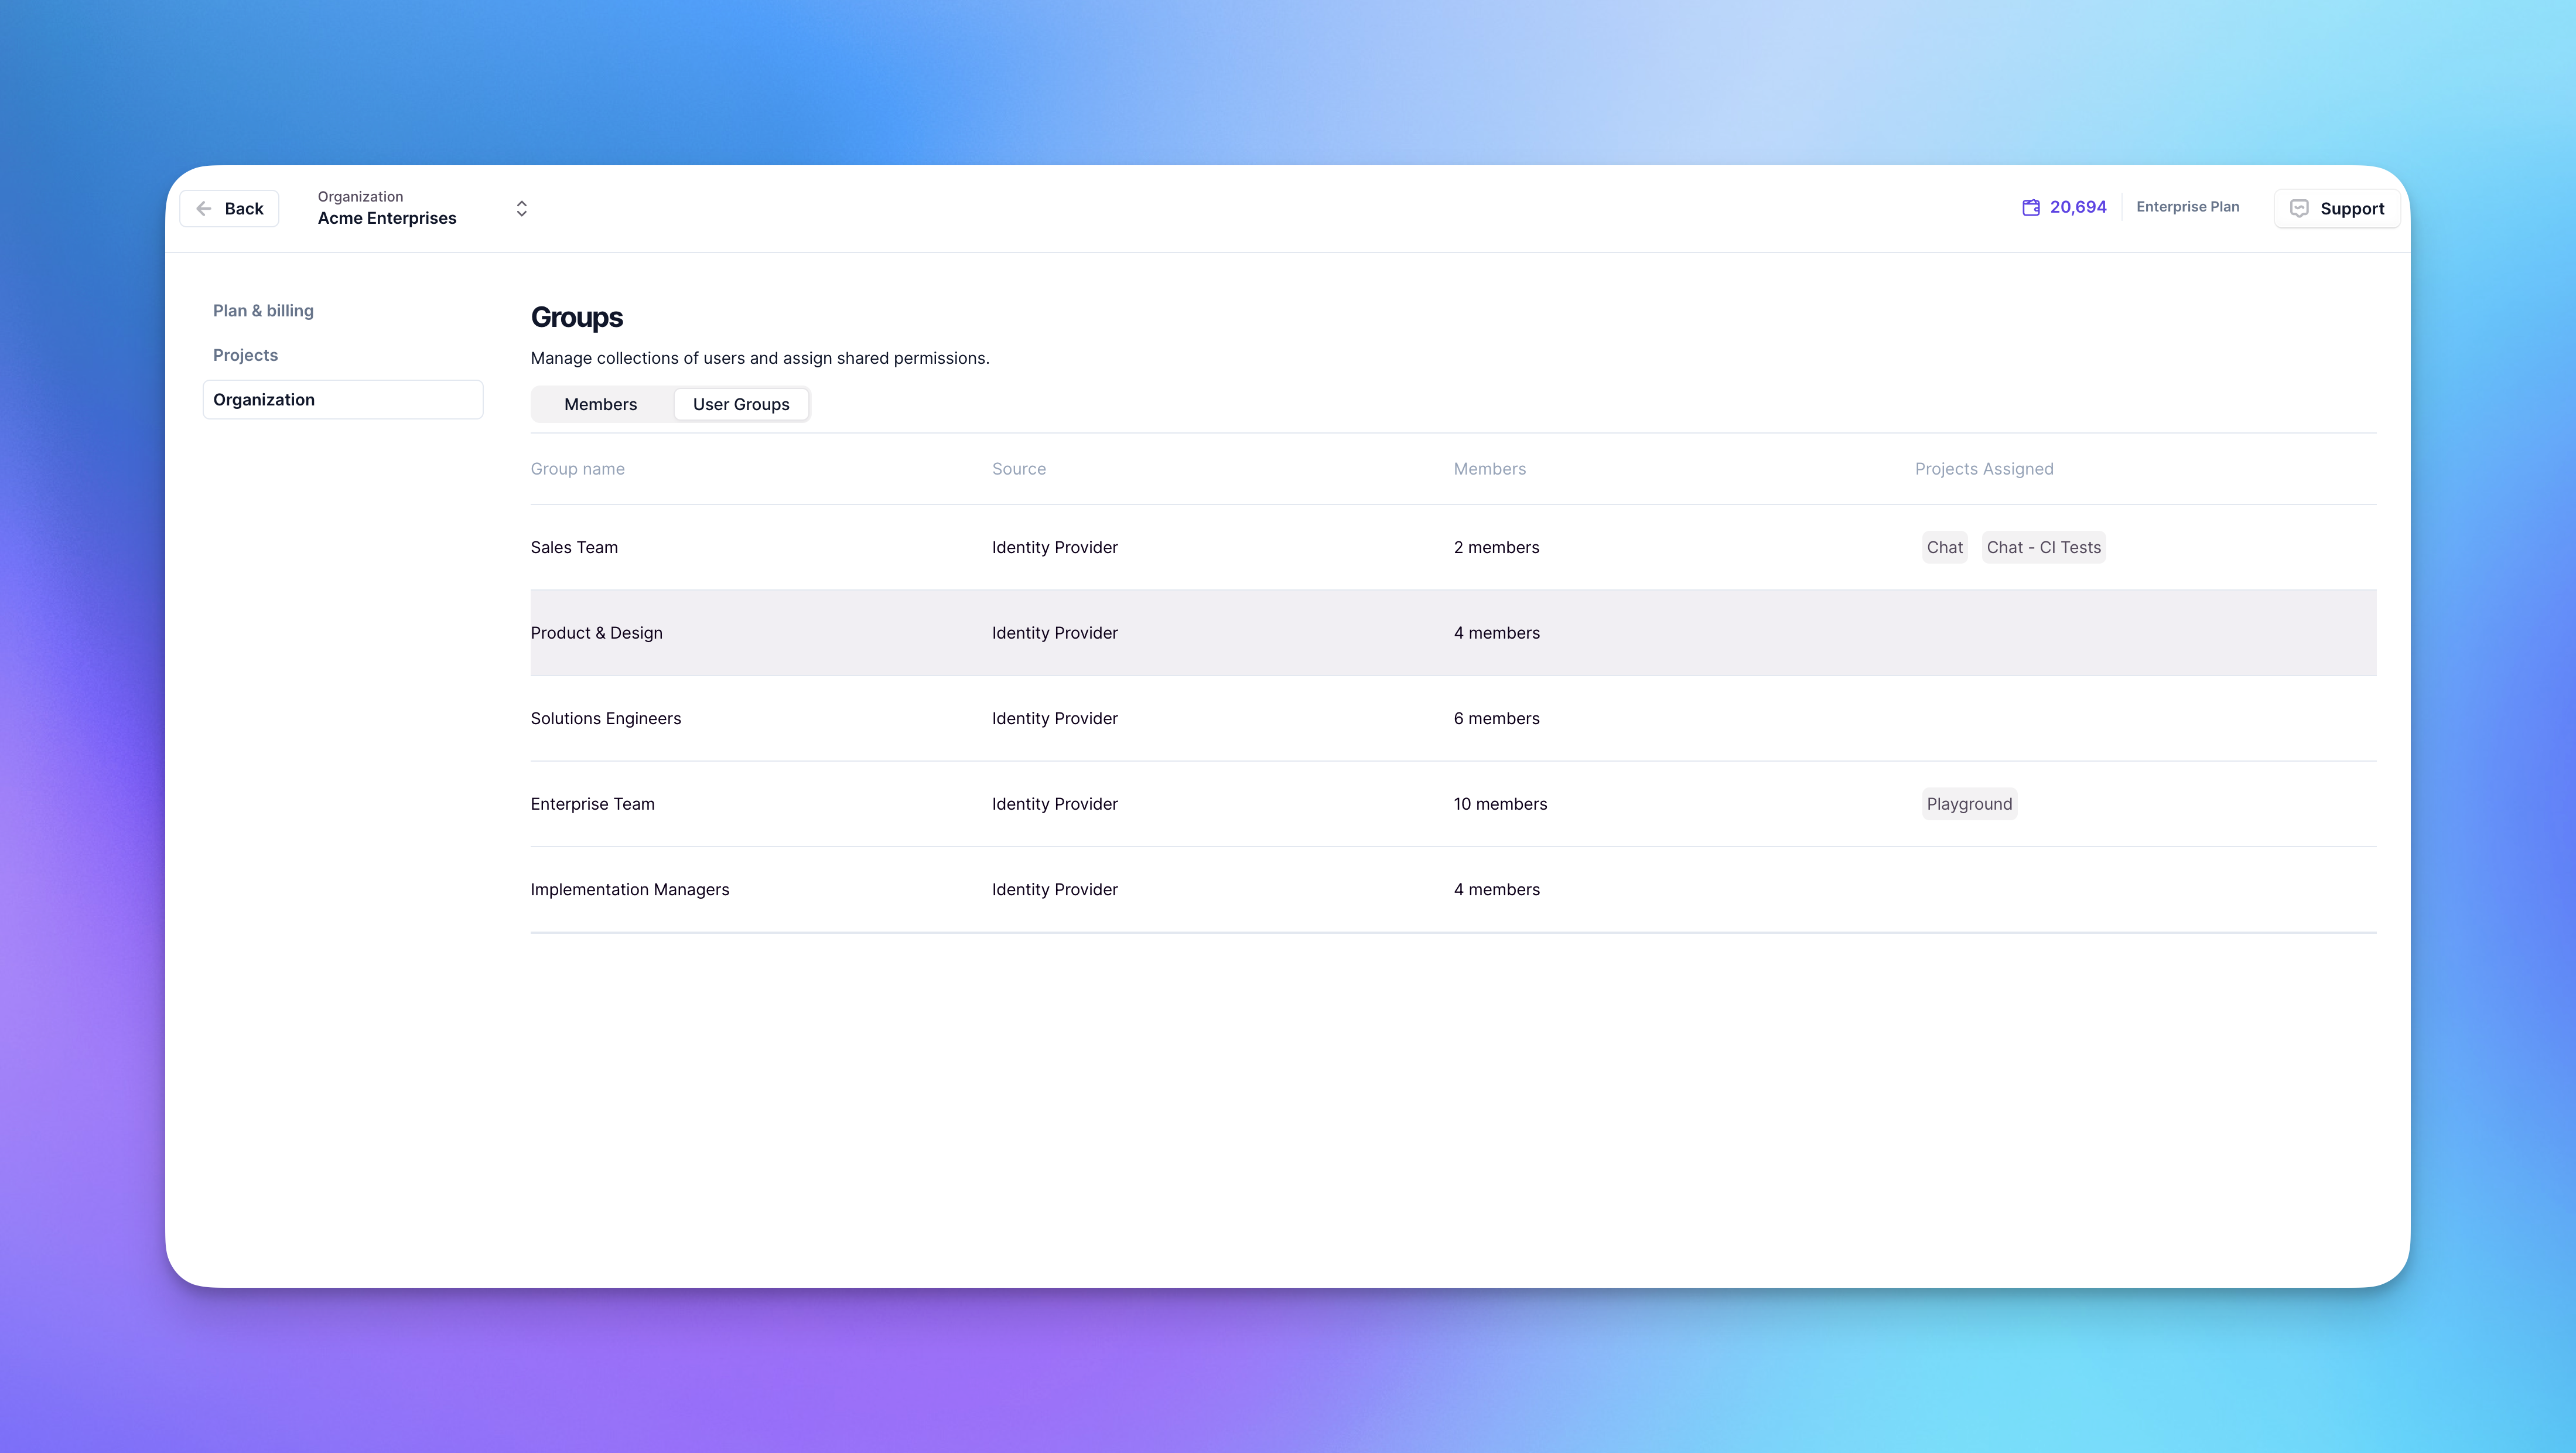 Back
Organization
Acme Enterprises
20,694
Enterprise Plan
Support
Plan & billing
Projects
Organization
Groups
Manage collections of users and assign shared permissions.
Members User Groups
Group name Source Members Projects Assigned
Sales Team Identity Provider 2 members Chat Chat - CI Tests
Product & Design Identity Provider 4 members
Solutions Engineers Identity Provider 6 members
Enterprise Team Identity Provider 10 members Playground
Implementation Managers Identity Provider 4 members